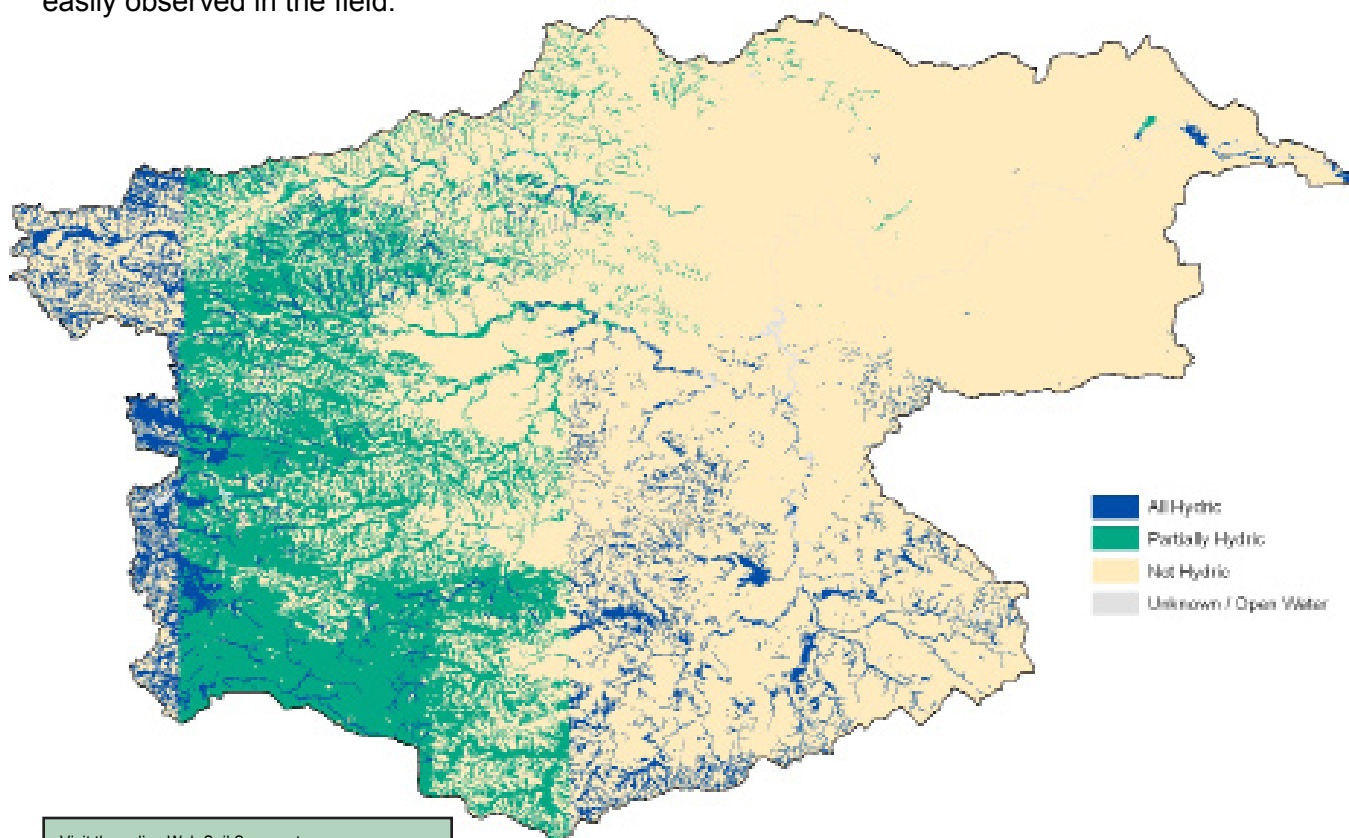 easily observed in the field.
All Hydric
Partially Hydric
Not Hydric
Unknown / Open Water